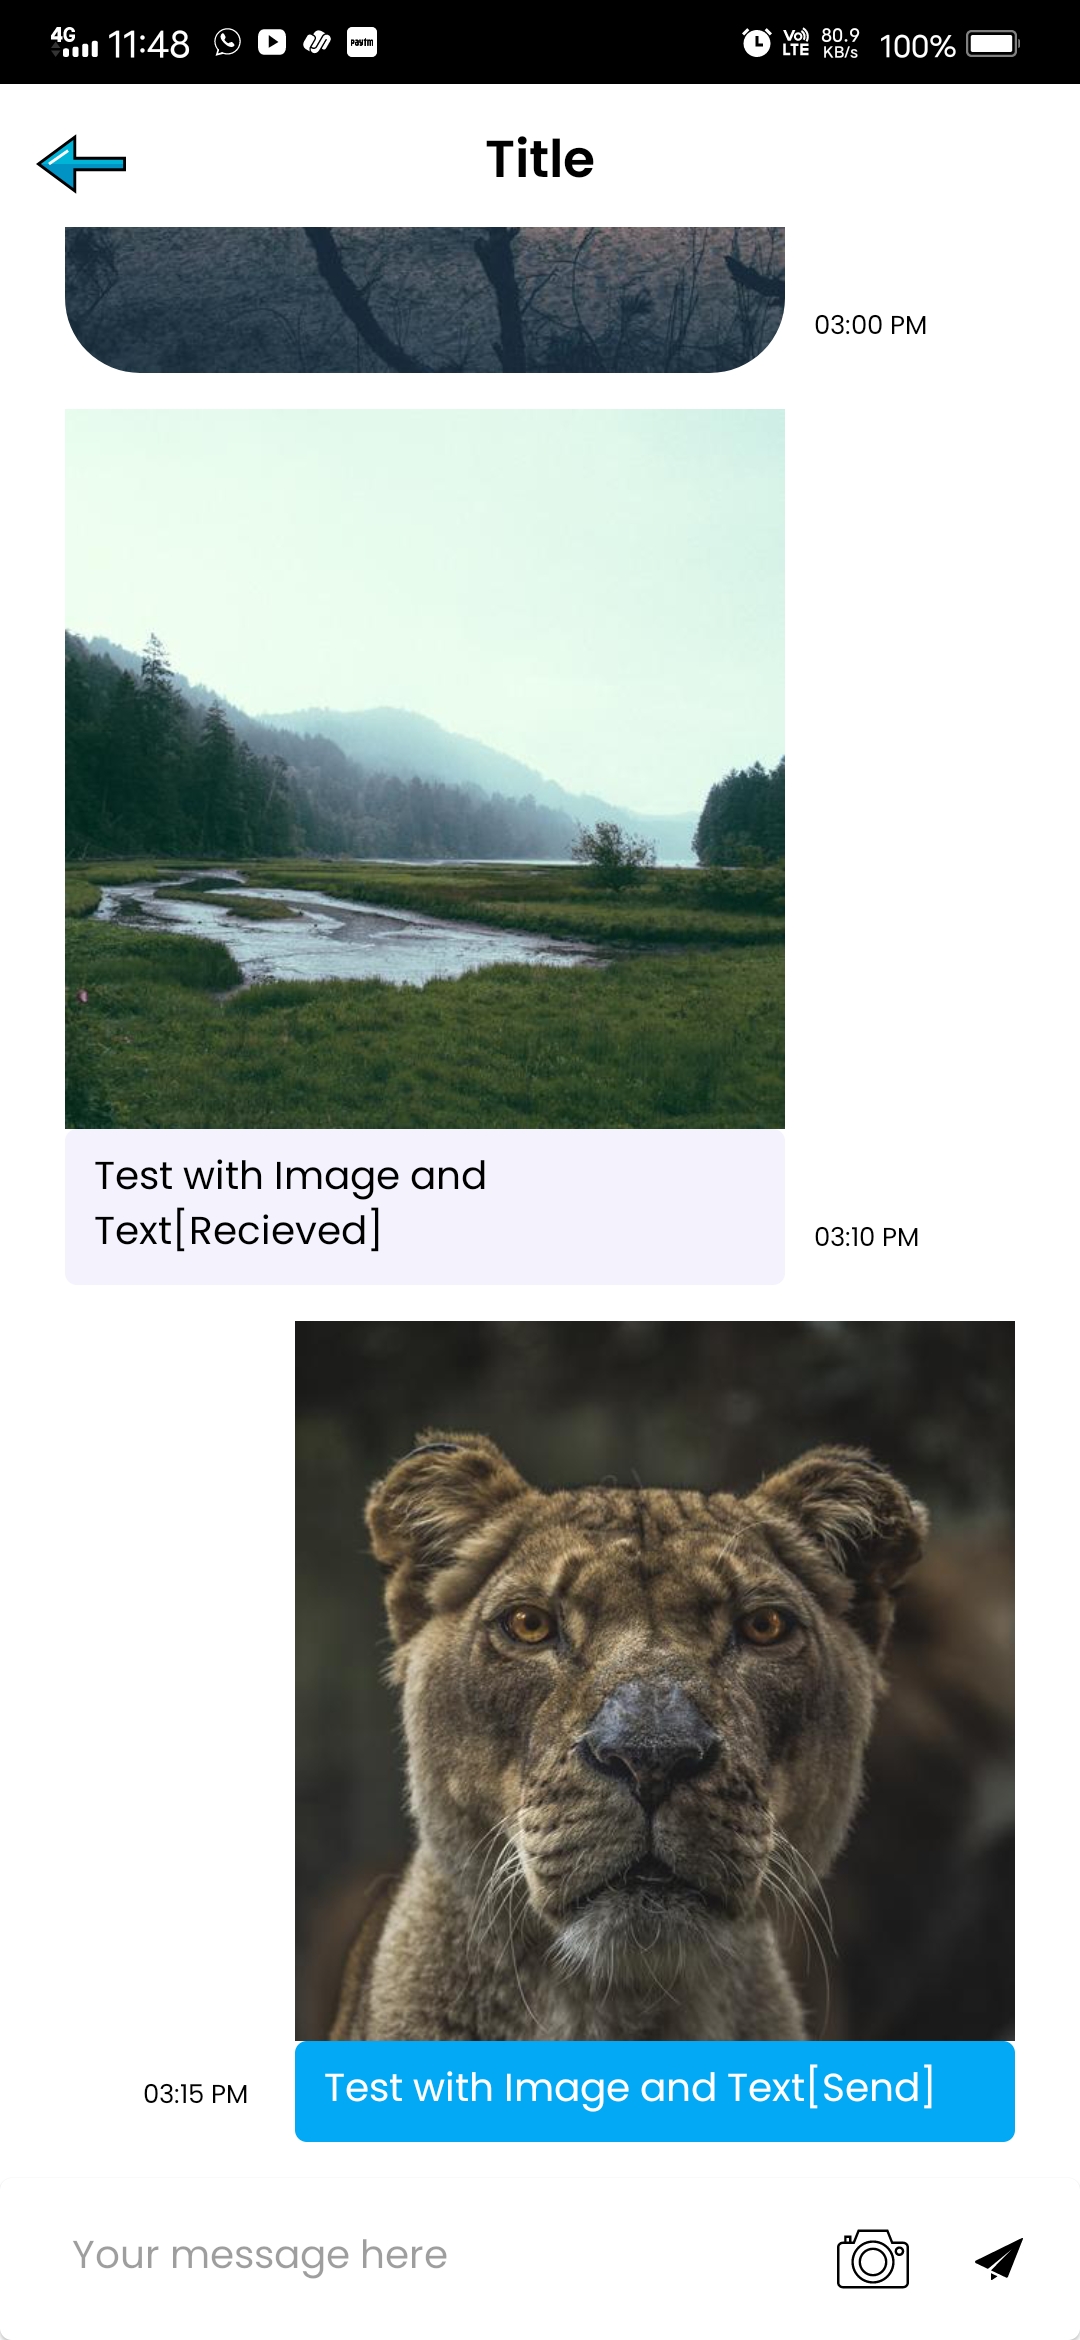 4G 11:48 paytm Vo) LTE 80.9 KB/s 100%
Title
03:00 PM
Test with Image and
Text[Recieved]
03:10 PM
Test with Image and Text[Send]
03:15 PM
Your message here